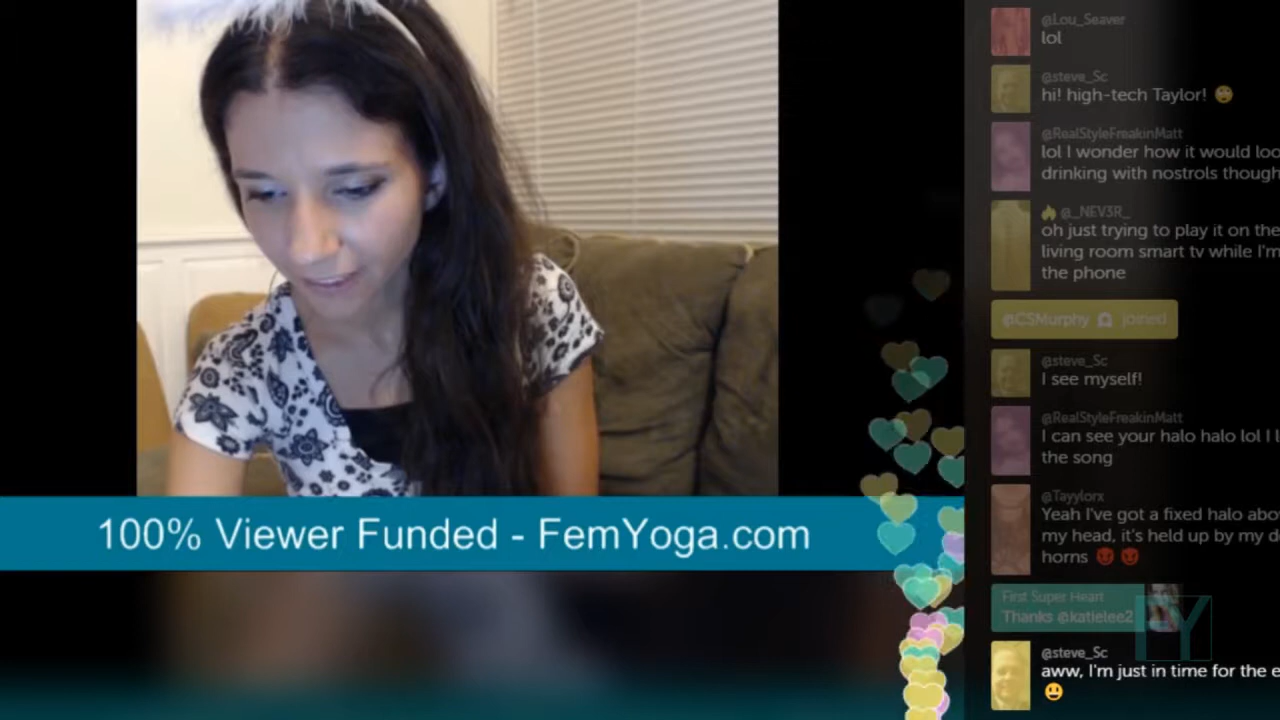 @Lou_Seaver
lol
@steve_Sc
hi! high-tech Taylor! 🙄
@RealStyleFreakinMatt
lol I wonder how it would loo
drinking with nostrols though
🔥 @_NEV3R_
oh just trying to play it on the
living room smart tv while I'm
the phone
@CSMurphy joined
@steve_Sc
I see myself!
@RealStyleFreakinMatt
I can see your halo halo lol I l
the song
@Tayylorx
Yeah I've got a fixed halo abo
my head, it's held up by my d
horns 😈 😈
First Super Heart
Thanks @katielee2
FY
@steve_Sc
aww, I'm just in time for the e
😃
100% Viewer Funded - FemYoga.com